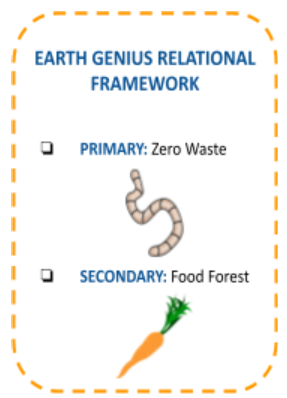 EARTH GENIUS RELATIONAL
FRAMEWORK
❑ PRIMARY: Zero Waste
❑ SECONDARY: Food Forest